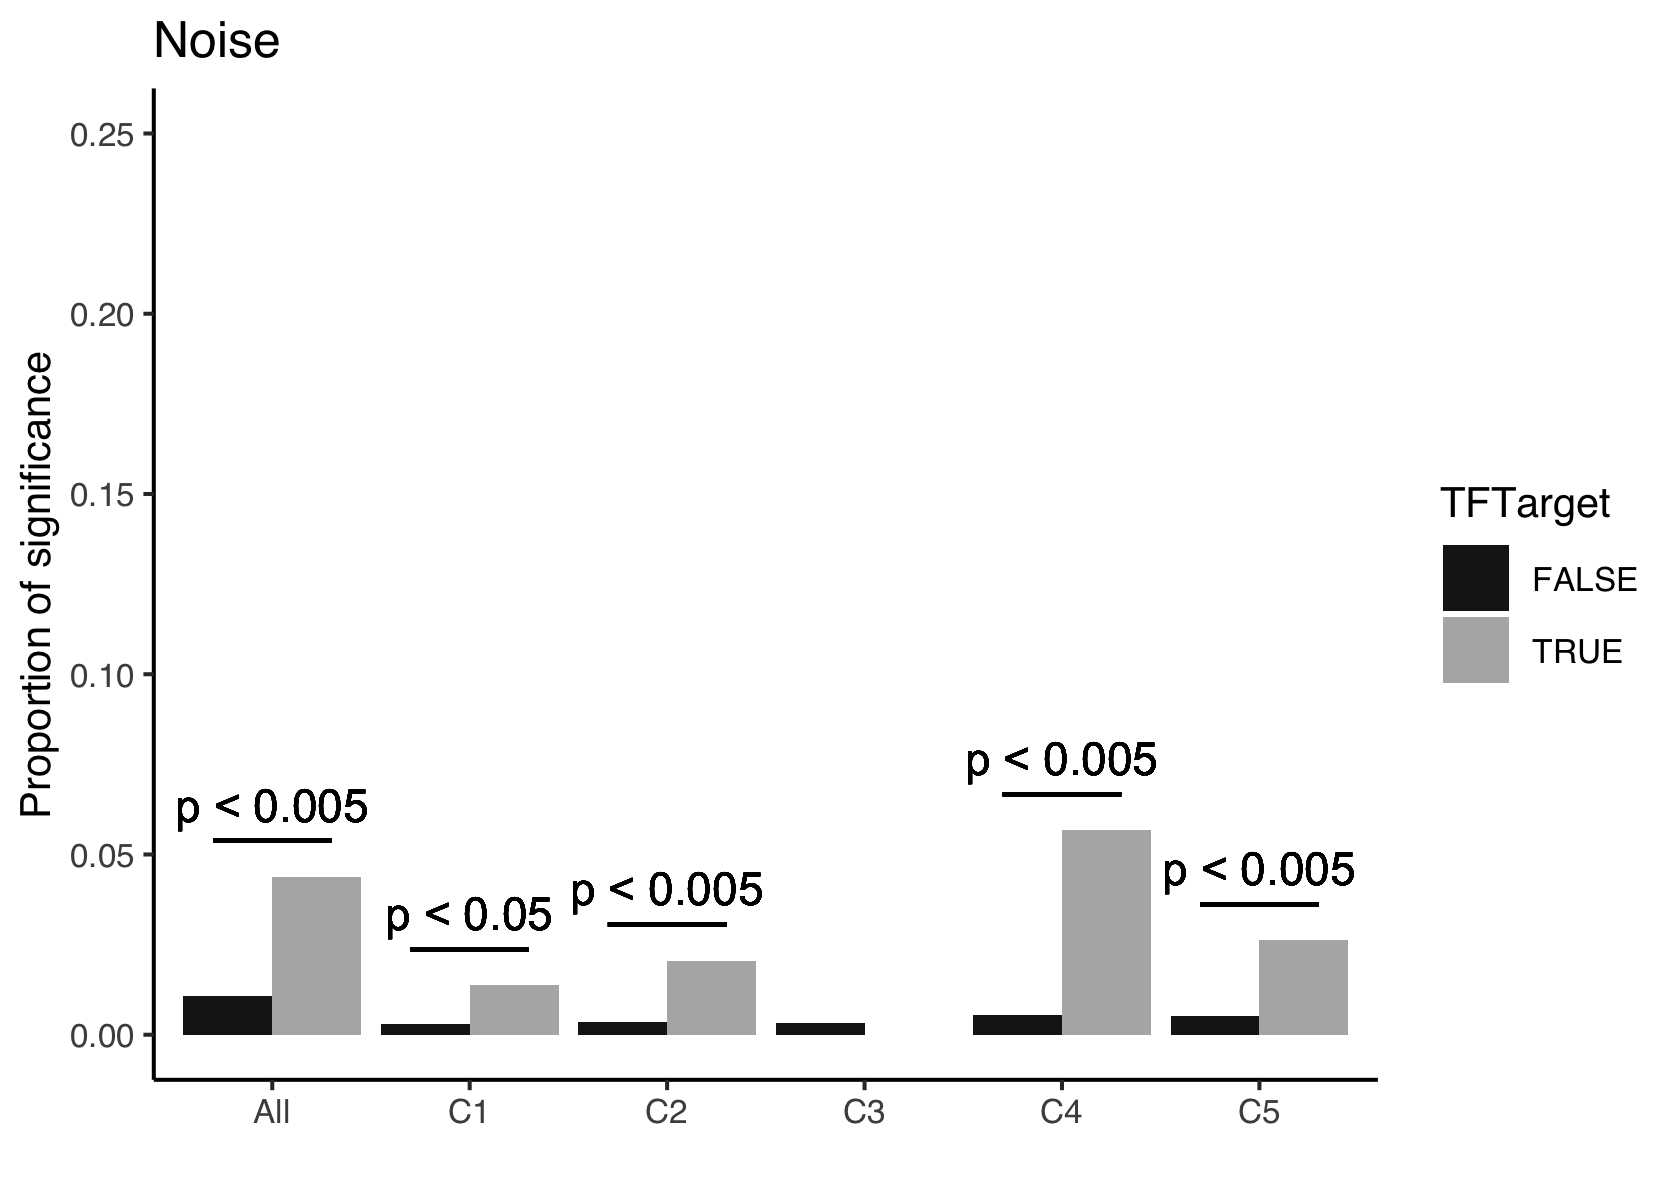 Noise
Proportion of significance
0.25
0.20
0.15
0.10
0.05
0.00
p < 0.005
p < 0.05
p < 0.005
p < 0.005
p < 0.005
All
C1
C2
C3
C4
C5
TFTarget
FALSE
TRUE